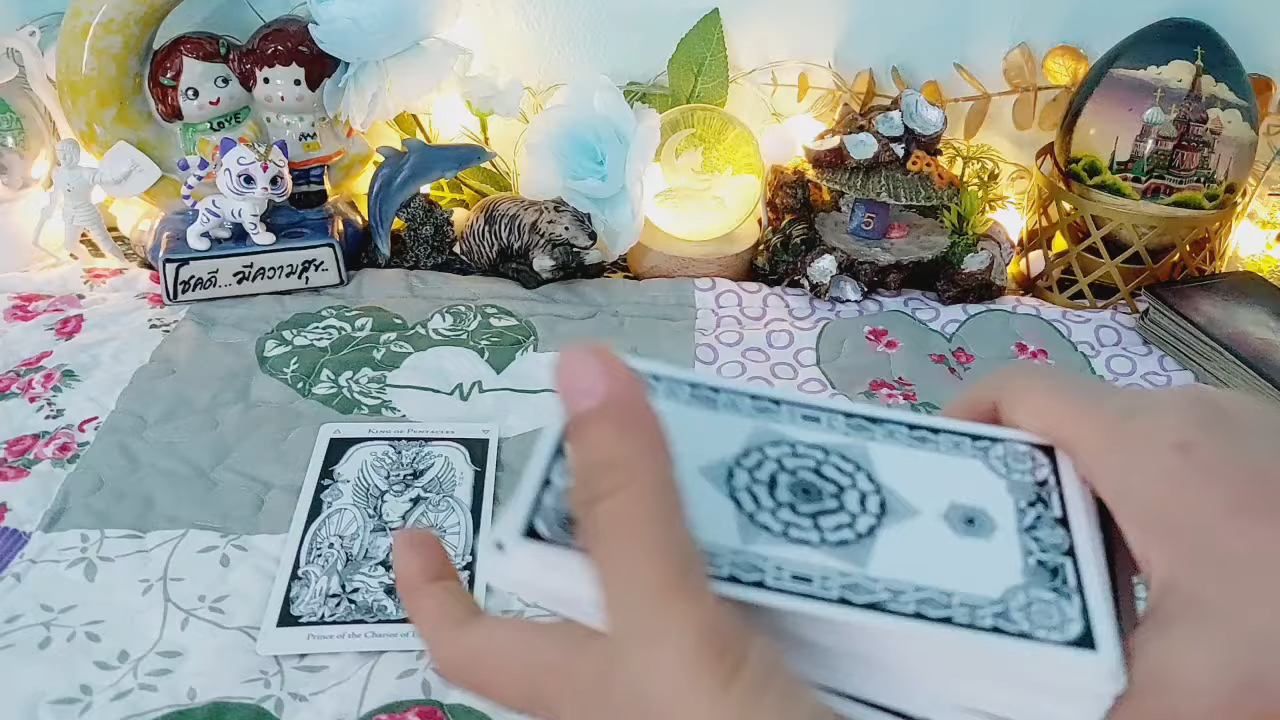 LOVE
โชคดี...มีความสุข..
5
KING OF PENTACLES
Prince of the Chariot of